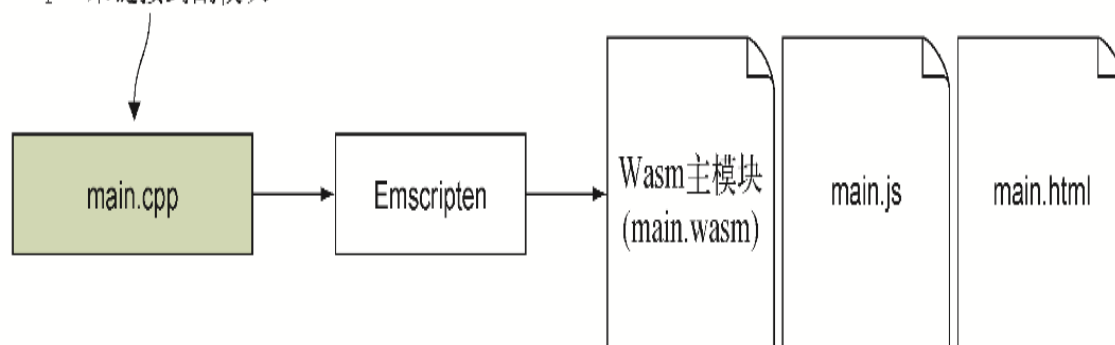 main.cpp
Emscripten
Wasm主模块
(main.wasm)
main.js
main.html